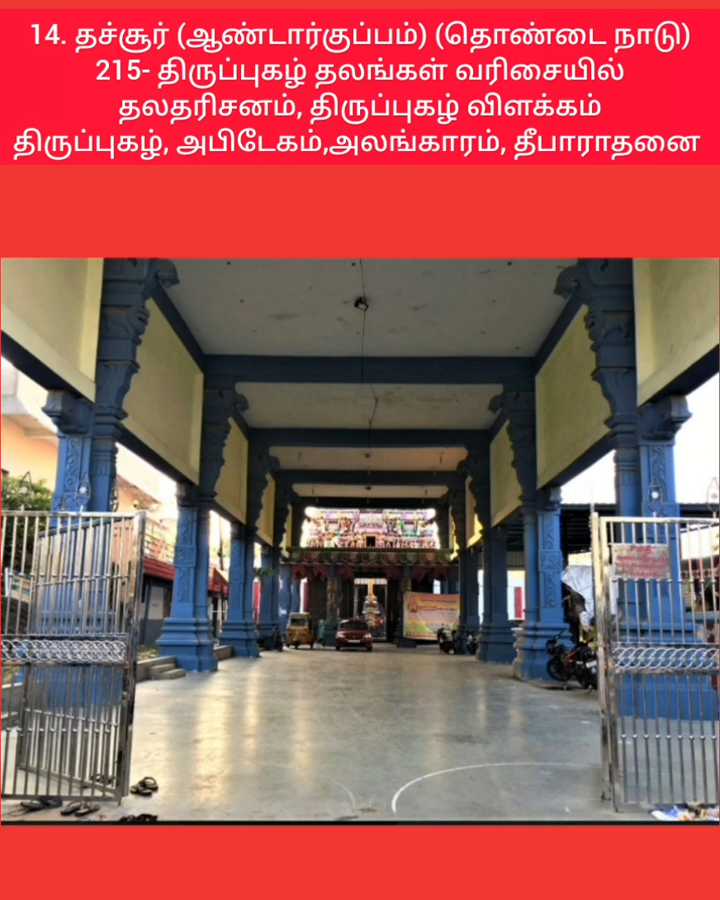 14. தச்சூர் (ஆண்டார்குப்பம்) (தொண்டை நாடு)
215- திருப்புகழ் தலங்கள் வரிசையில்
தலதரிசனம், திருப்புகழ் விளக்கம்
திருப்புகழ், அபிடேகம்,அலங்காரம், தீபாராதனை